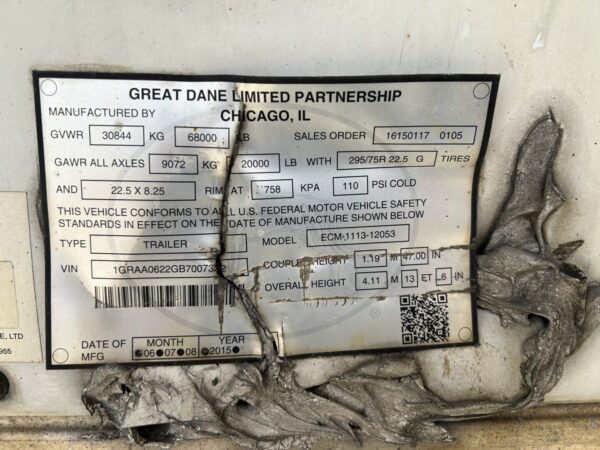 GREAT DANE LIMITED PARTNERSHIP
MANUFACTURED BY CHICAGO, IL
GVWR 30844 KG 68000 LB SALES ORDER 16150117 0105
GAWR ALL AXLES 9072 KG 20000 LB WITH 295/75R 22.5 G TIRES
AND 22.5 X 8.25 RIM AT 758 KPA 110 PSI COLD
THIS VEHICLE CONFORMS TO ALL U.S. FEDERAL MOTOR VEHICLE SAFETY
STANDARDS IN EFFECT ON THE DATE OF MANUFACTURE SHOWN BELOW
TYPE TRAILER MODEL ECM-1113-12053
VIN COUPLER HEIGHT 1.19 M 47.00 IN
OVERALL HEIGHT 4.11 M 13 FT 6 IN
DATE OF MFG MONTH YEAR
06 07 08 2015
E, LTD
955